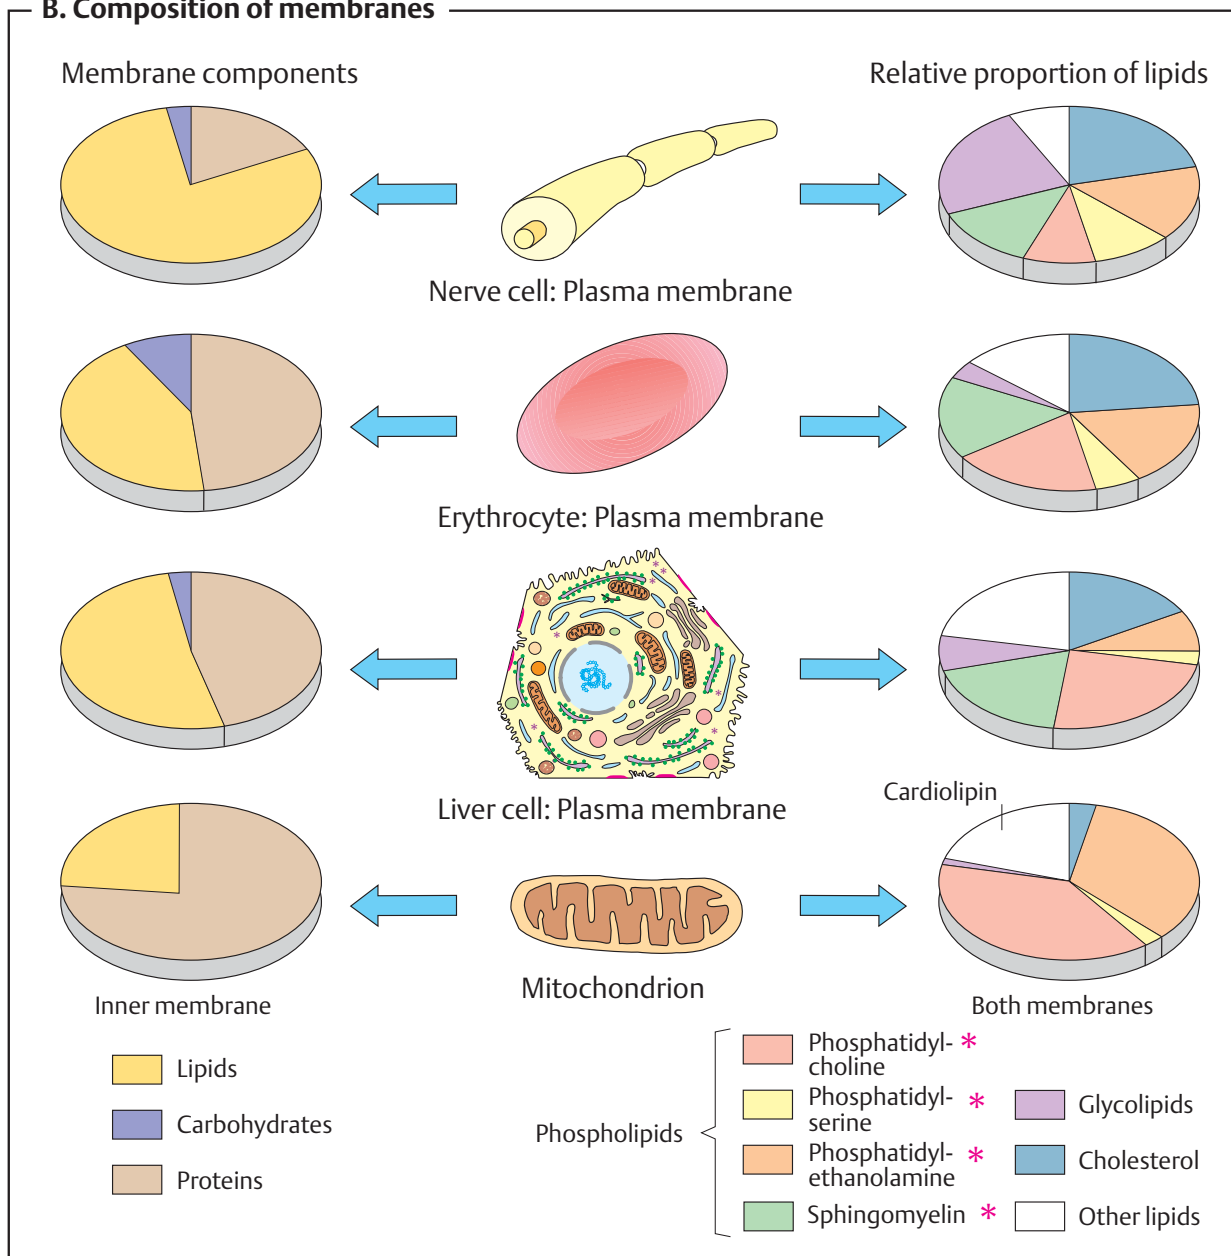 B. Composition of membranes
Membrane components
Relative proportion of lipids
Nerve cell: Plasma membrane
Erythrocyte: Plasma membrane
Liver cell: Plasma membrane
Cardiolipin
Mitochondrion
Inner membrane
Both membranes
Lipids
Carbohydrates
Proteins
Phospholipids
Phosphatidyl- *
choline
Phosphatidyl- *
serine
Phosphatidyl- *
ethanolamine
Sphingomyelin *
Glycolipids
Cholesterol
Other lipids